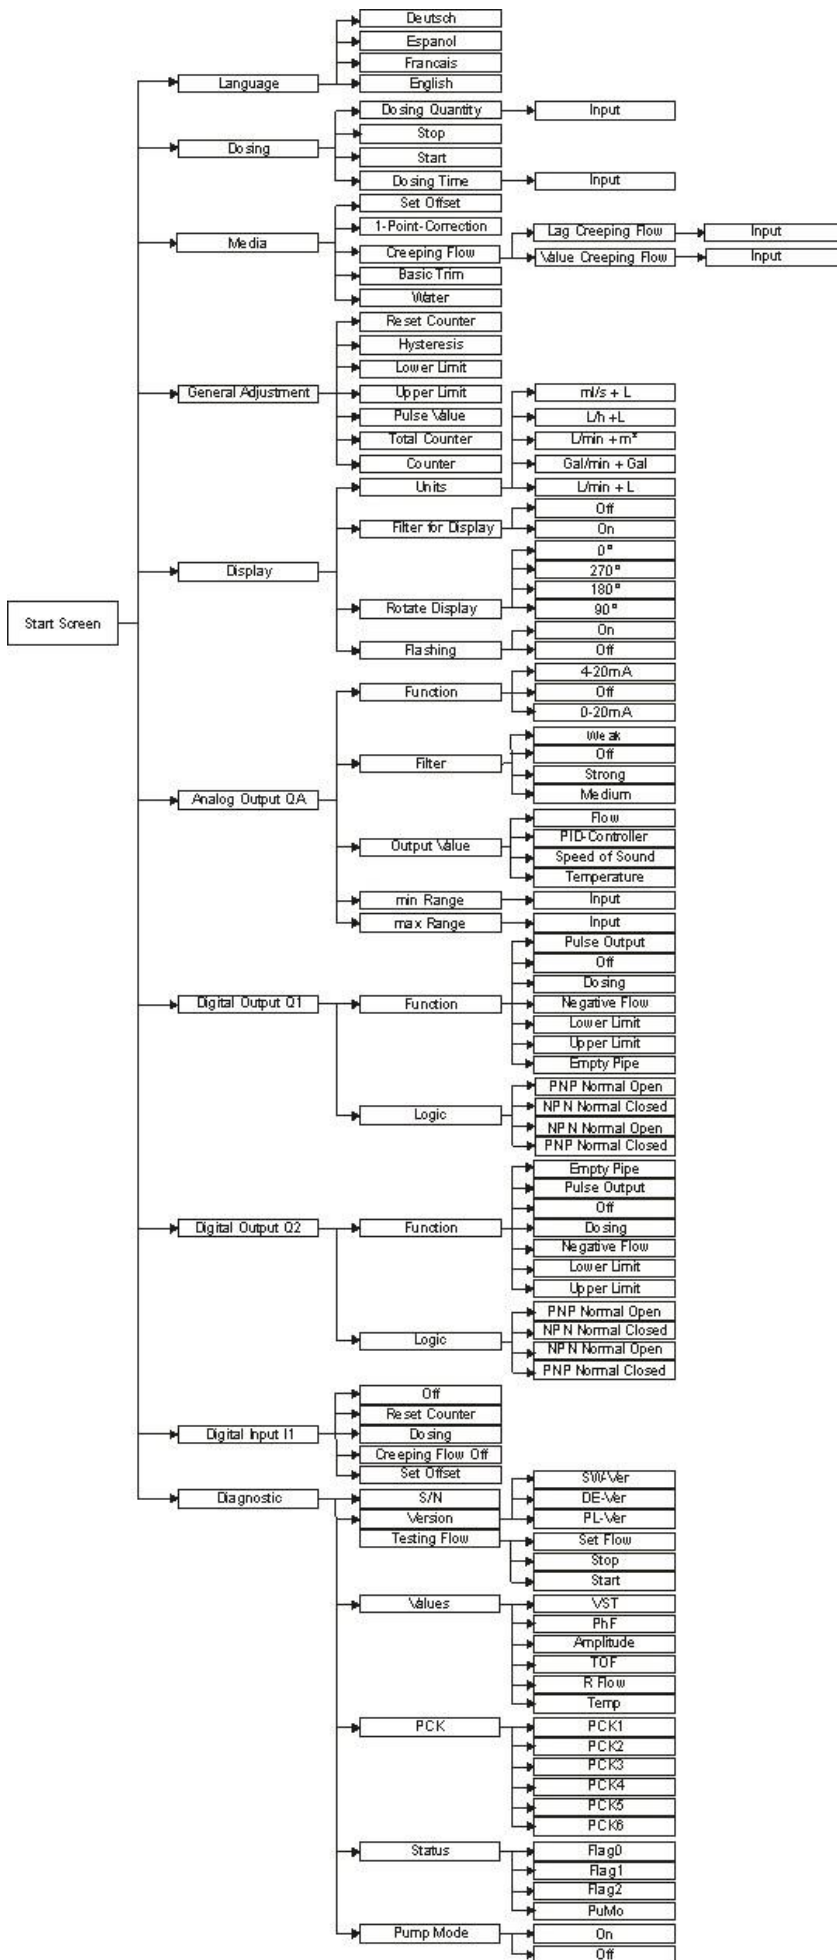 Start Screen
Language
Deutsch
Espanol
Francais
English
Dosing
Dosing Quantity
Input
Stop
Start
Dosing Time
Input
Media
Set Offset
1-Point-Correction
Creeping Flow
Lag Creeping Flow
Input
Value Creeping Flow
Input
Basic Trim
Water
General Adjustment
Reset Counter
Hysteresis
Lower Limit
Upper Limit
Pulse Value
Total Counter
Counter
Display
Units
ml/s + L
L/h +L
L/min + m³
Gal/min + Gal
L/min + L
Filter for Display
Off
On
Rotate Display
0°
270°
180°
90°
Flashing
On
Off
Analog Output QA
Function
4-20mA
Off
0-20mA
Filter
Weak
Off
Strong
Medium
Output Value
Flow
PID-Controller
Speed of Sound
Temperature
min Range
Input
max Range
Input
Digital Output Q1
Function
Pulse Output
Off
Dosing
Negative Flow
Lower Limit
Upper Limit
Empty Pipe
Logic
PNP Normal Open
NPN Normal Closed
NPN Normal Open
PNP Normal Closed
Digital Output Q2
Function
Empty Pipe
Pulse Output
Off
Dosing
Negative Flow
Lower Limit
Upper Limit
Logic
PNP Normal Open
NPN Normal Closed
NPN Normal Open
PNP Normal Closed
Digital Input I1
Off
Reset Counter
Dosing
Creeping Flow Off
Set Offset
Diagnostic
S/N
Version
SW-Ver
DE-Ver
PL-Ver
Testing Flow
Set Flow
Stop
Start
Values
VST
PhF
Amplitude
TOF
R Flow
Temp
PCK
PCK1
PCK2
PCK3
PCK4
PCK5
PCK6
Status
Flag0
Flag1
Flag2
PuMo
Pump Mode
On
Off